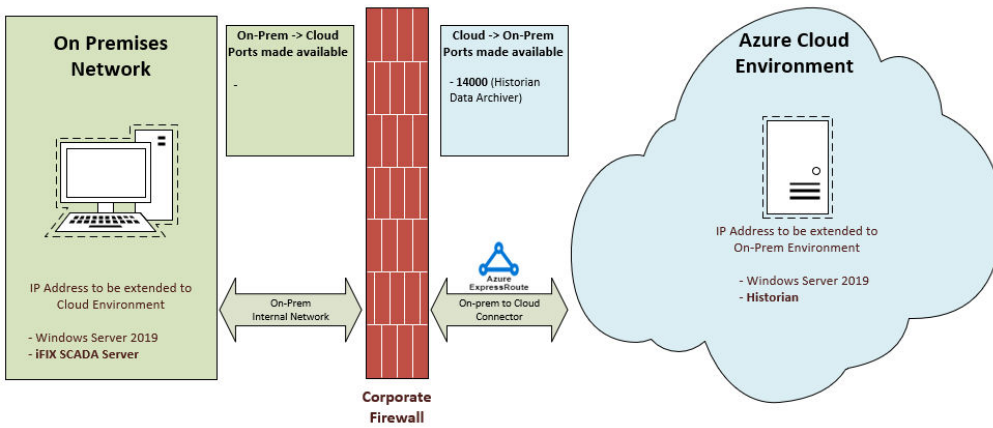 On Premises
Network
IP Address to be extended to
Cloud Environment
- Windows Server 2019
- iFIX SCADA Server
On-Prem -> Cloud
Ports made available
-
On-Prem
Internal Network
Corporate
Firewall
Cloud -> On-Prem
Ports made available
- 14000 (Historian
Data Archiver)
Azure
ExpressRoute
On-prem to Cloud
Connector
Azure Cloud
Environment
IP Address to be extended to
On-Prem Environment
- Windows Server 2019
- Historian